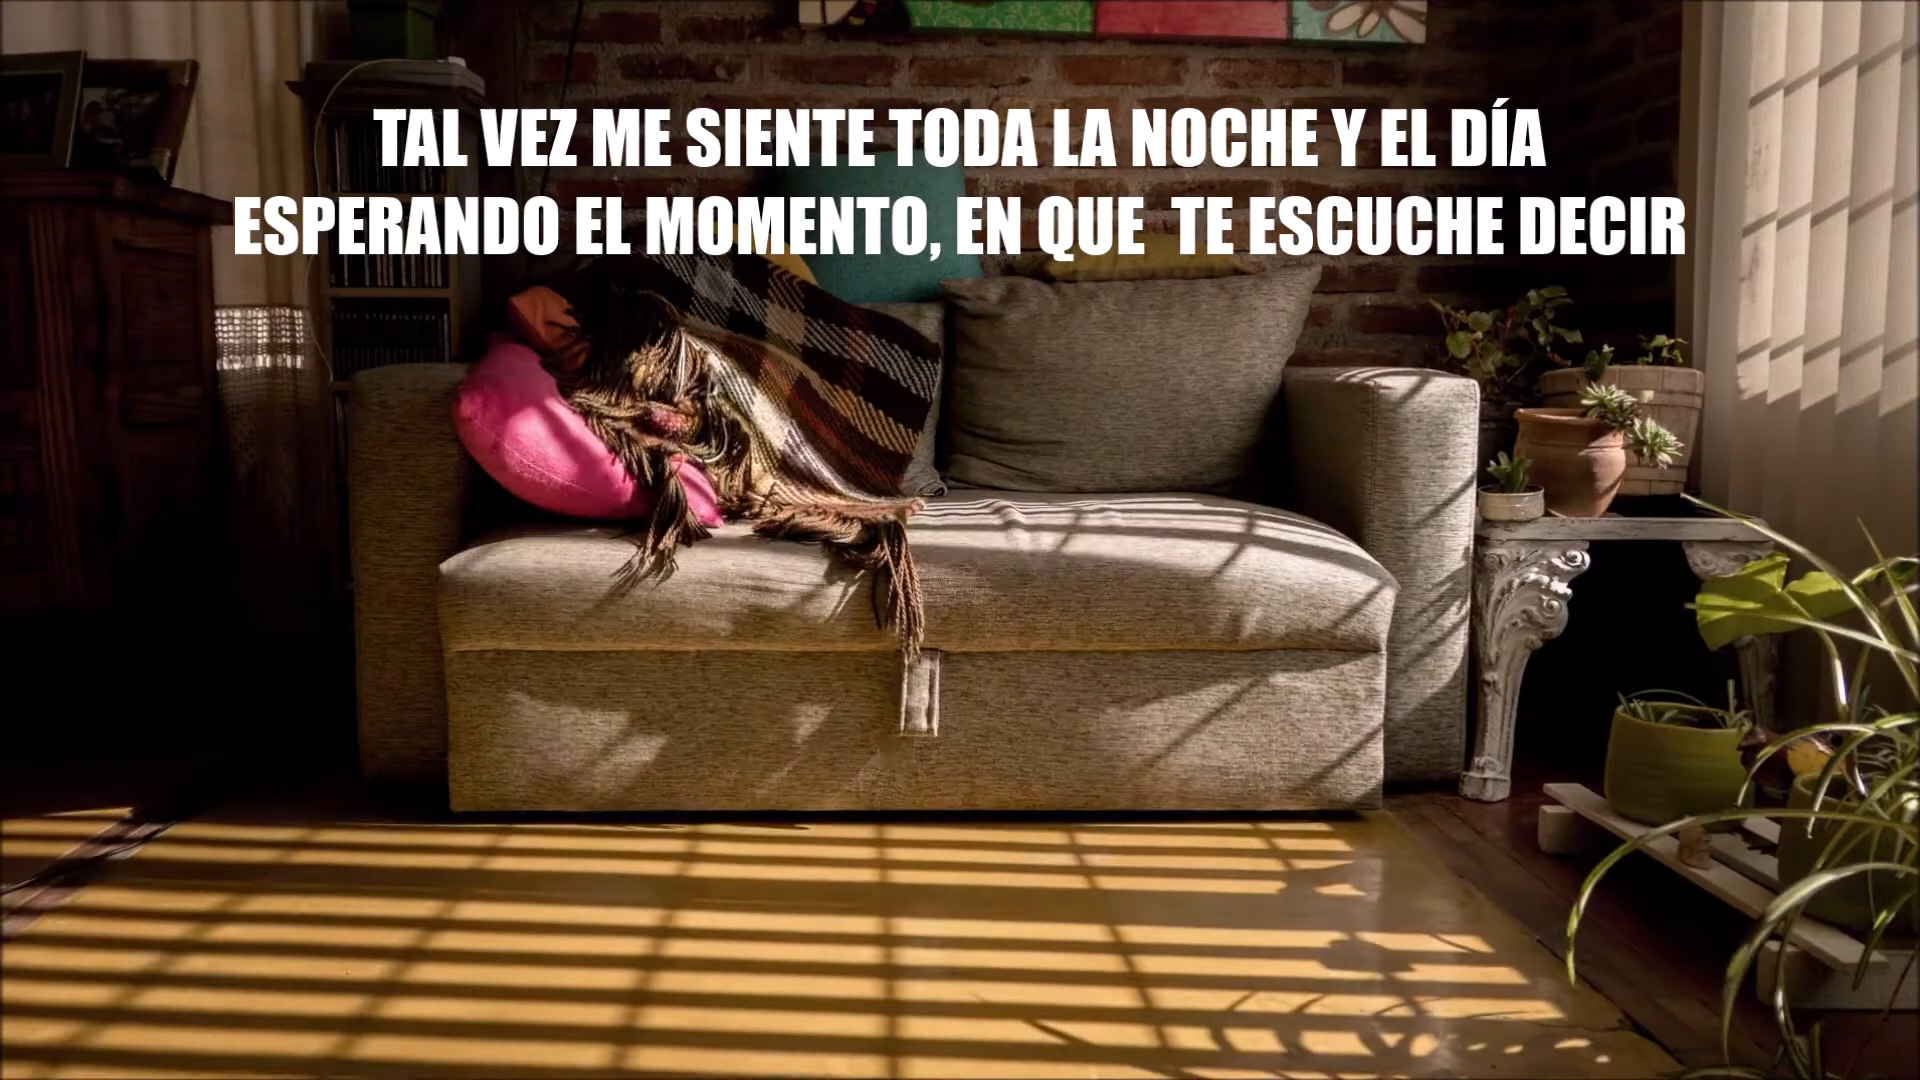 TAL VEZ ME SIENTE TODA LA NOCHE Y EL DÍA
ESPERANDO EL MOMENTO, EN QUE  TE ESCUCHE DECIR